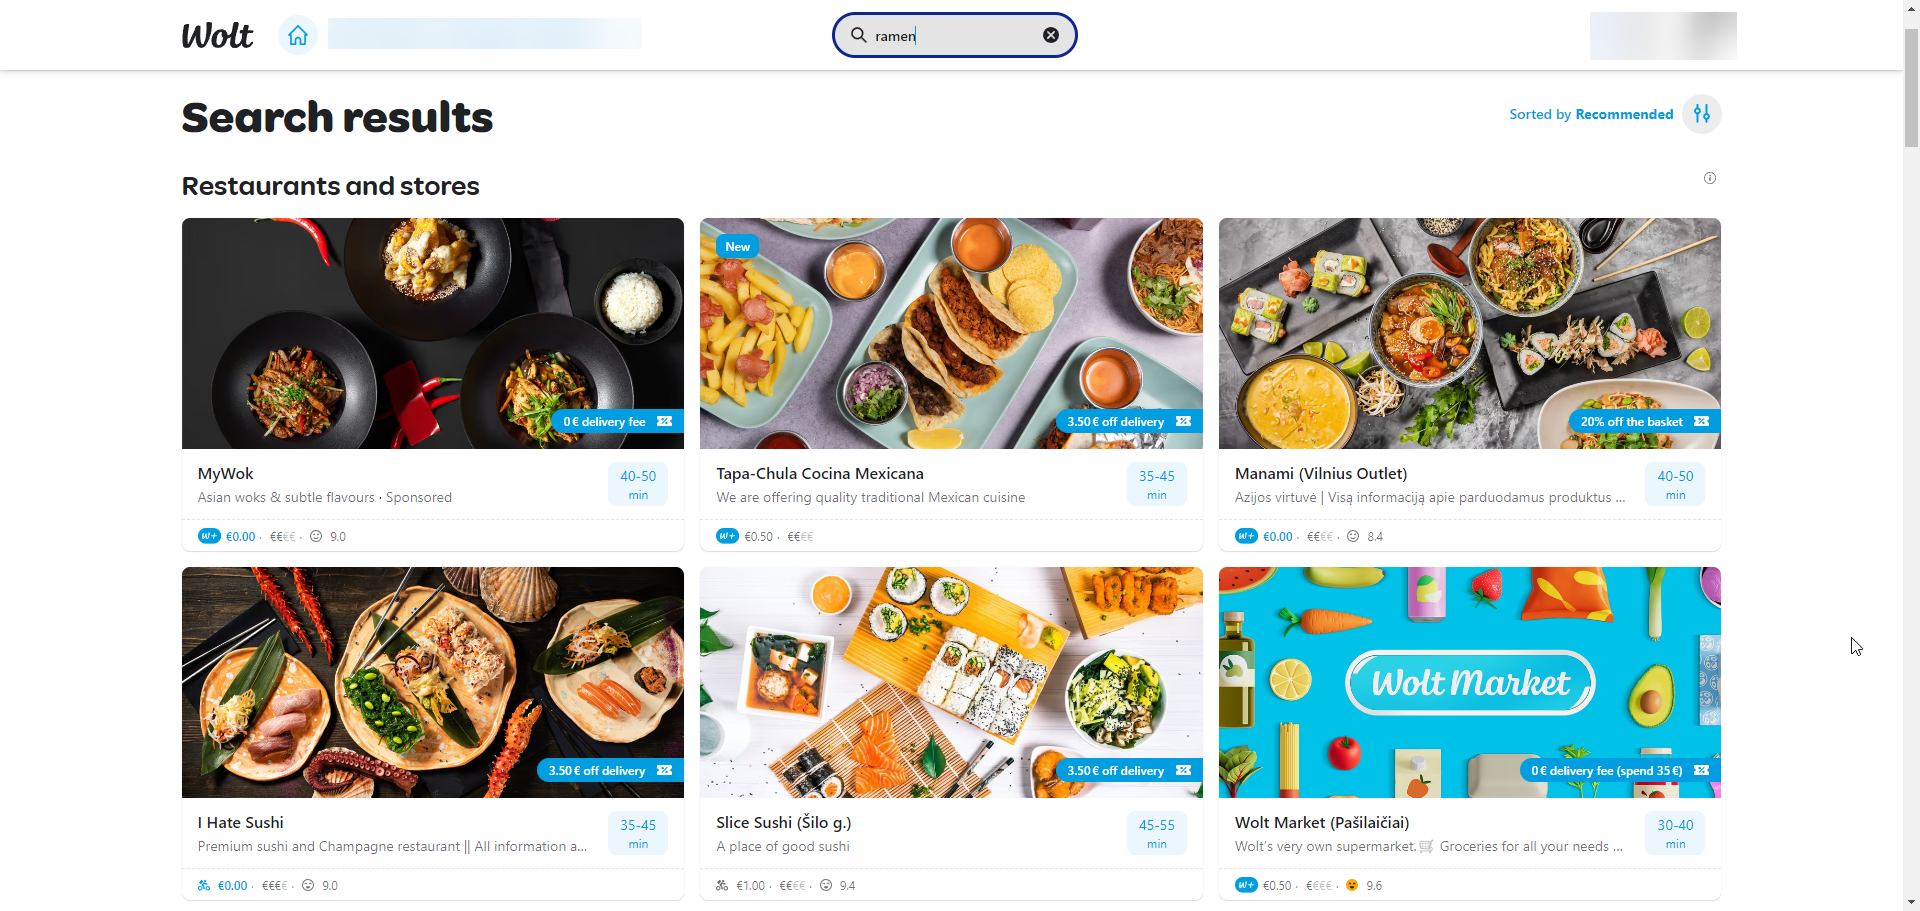 Wolt
ramen
Search results
Sorted by Recommended
Restaurants and stores
New
0 € delivery fee
3.50 € off delivery
20% off the basket
MyWok
Asian woks & subtle flavours · Sponsored
40-50
min
W+ €0.00 · €€€€ · 9.0
Tapa-Chula Cocina Mexicana
We are offering quality traditional Mexican cuisine
35-45
min
W+ €0.50 · €€€€
Manami (Vilnius Outlet)
Azijos virtuvė | Visą informaciją apie parduodamus produktus ...
40-50
min
W+ €0.00 · €€€€ · 8.4
3.50 € off delivery
3.50 € off delivery
Wolt Market
0 € delivery fee (spend 35 €)
I Hate Sushi
Premium sushi and Champagne restaurant || All information a...
35-45
min
€0.00 · €€€€ · 9.0
Slice Sushi (Šilo g.)
A place of good sushi
45-55
min
€1.00 · €€€€ · 9.4
Wolt Market (Pašilaičiai)
Wolt's very own supermarket.🛒 Groceries for all your needs ...
30-40
min
W+ €0.50 · €€€€ · 9.6